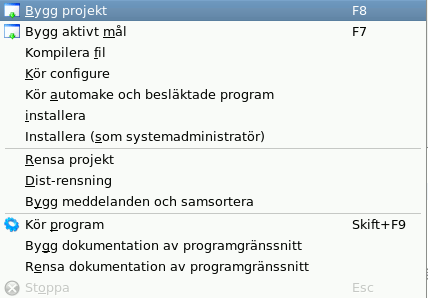 Bygg projekt F8
Bygg aktivt mål F7
Kompilera fil
Kör configure
Kör automake och besläktade program
installera
Installera (som systemadministratör)
Rensa projekt
Dist-rensning
Bygg meddelanden och samsortera
Kör program Skift+F9
Bygg dokumentation av programgränssnitt
Rensa dokumentation av programgränssnitt
Stoppa Esc